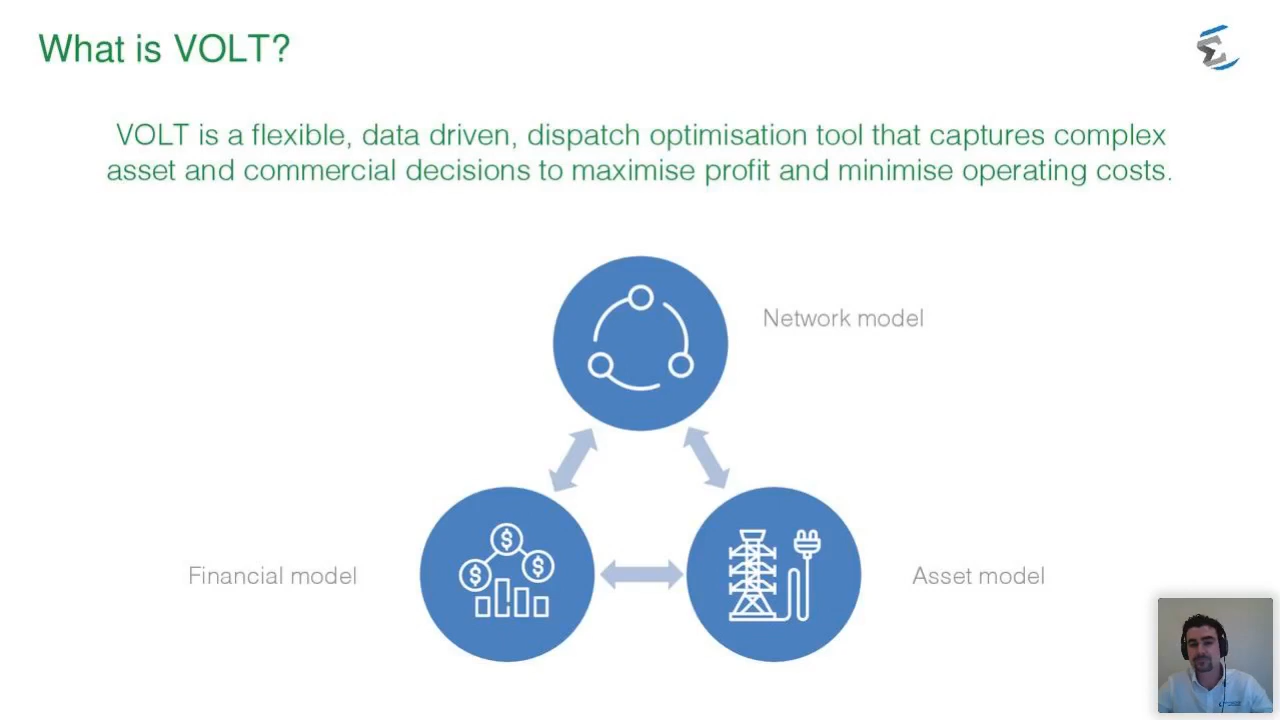 What is VOLT?
VOLT is a flexible, data driven, dispatch optimisation tool that captures complex
asset and commercial decisions to maximise profit and minimise operating costs.
Network model
$
$ $
Financial model
Asset model